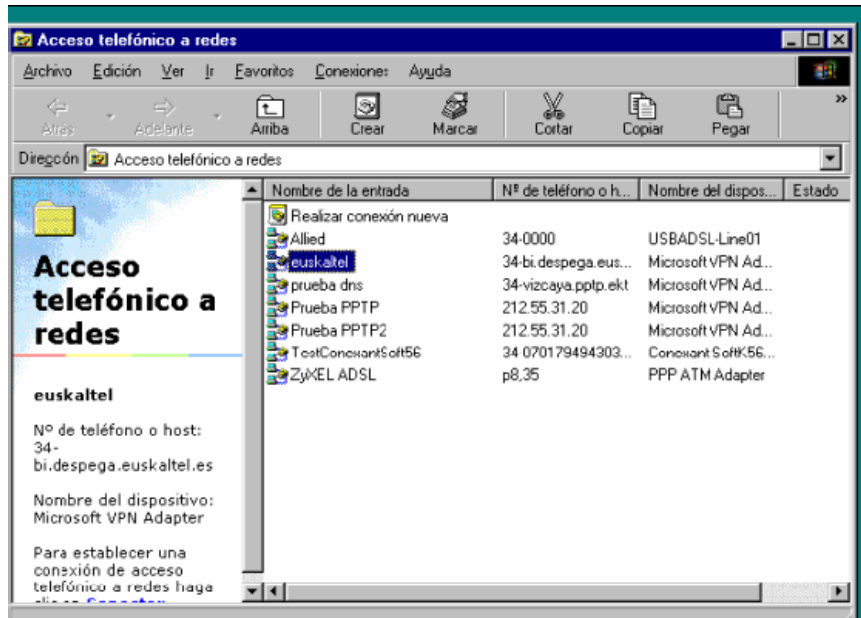 Acceso telefónico a redes
Archivo Edición Ver Ir Favoritos Conexiones Ayuda
Atrás Adelante Arriba Crear Marcar Cortar Copiar Pegar »
Dirección Acceso telefónico a redes
Nombre de la entrada Nº de teléfono o h... Nombre del dispos... Estado
Realizar conexión nueva
Allied 34-0000 USBADSL-Line01
euskaltel 34-bi.despega.eus... Microsoft VPN Ad...
prueba dns 34-vizcaya.pptp.ekt Microsoft VPN Ad...
Prueba PPTP 212.55.31.20 Microsoft VPN Ad...
Prueba PPTP2 212.55.31.20 Microsoft VPN Ad...
TestConexantSoft56 34 070179494303... Conexant SoftK56...
ZyXEL ADSL p8,35 PPP ATM Adapter
Acceso
telefónico a
redes
euskaltel
Nº de teléfono o host:
34-
bi.despega.euskaltel.es
Nombre del dispositivo:
Microsoft VPN Adapter
Para establecer una
conexión de acceso
telefónico a redes haga